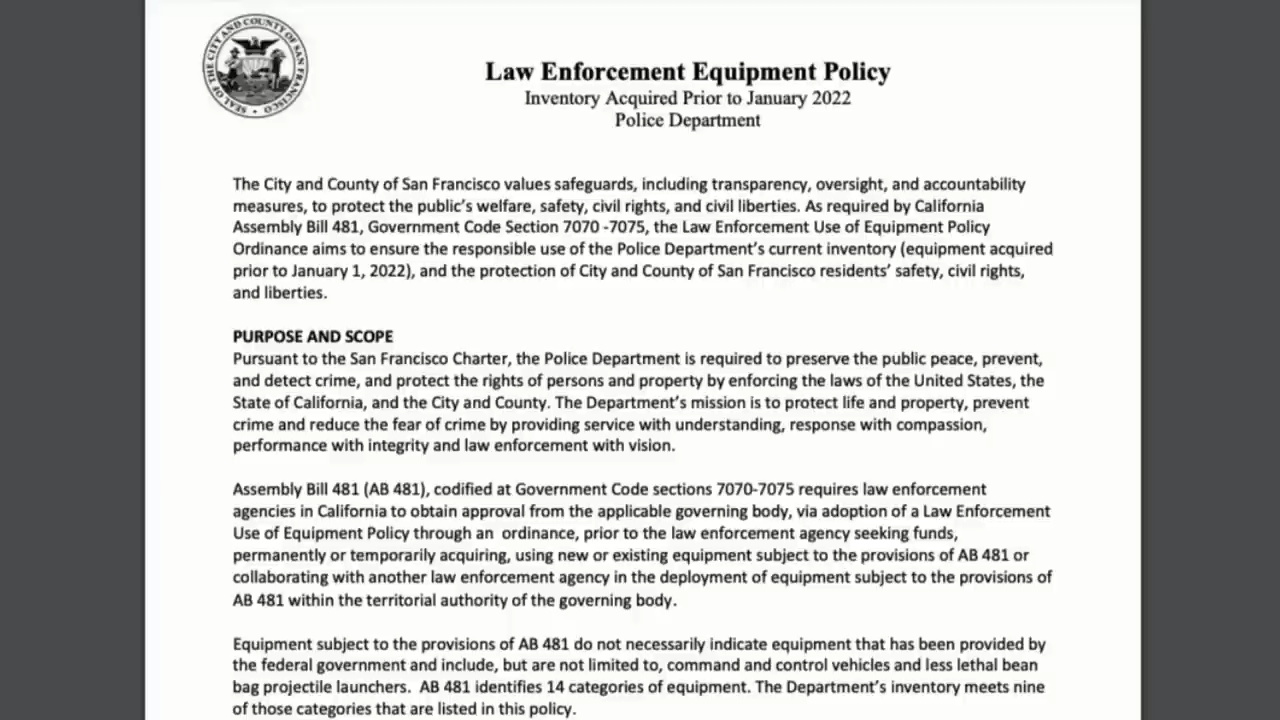 SEAL OF THE CITY AND COUNTY OF SAN FRANCISCO
Law Enforcement Equipment Policy
Inventory Acquired Prior to January 2022
Police Department
The City and County of San Francisco values safeguards, including transparency, oversight, and accountability
measures, to protect the public's welfare, safety, civil rights, and civil liberties. As required by California
Assembly Bill 481, Government Code Section 7070 -7075, the Law Enforcement Use of Equipment Policy
Ordinance aims to ensure the responsible use of the Police Department's current inventory (equipment acquired
prior to January 1, 2022), and the protection of City and County of San Francisco residents' safety, civil rights,
and liberties.
PURPOSE AND SCOPE
Pursuant to the San Francisco Charter, the Police Department is required to preserve the public peace, prevent,
and detect crime, and protect the rights of persons and property by enforcing the laws of the United States, the
State of California, and the City and County. The Department's mission is to protect life and property, prevent
crime and reduce the fear of crime by providing service with understanding, response with compassion,
performance with integrity and law enforcement with vision.
Assembly Bill 481 (AB 481), codified at Government Code sections 7070-7075 requires law enforcement
agencies in California to obtain approval from the applicable governing body, via adoption of a Law Enforcement
Use of Equipment Policy through an  ordinance, prior to the law enforcement agency seeking funds,
permanently or temporarily acquiring, using new or existing equipment subject to the provisions of AB 481 or
collaborating with another law enforcement agency in the deployment of equipment subject to the provisions of
AB 481 within the territorial authority of the governing body.
Equipment subject to the provisions of AB 481 do not necessarily indicate equipment that has been provided by
the federal government and include, but are not limited to, command and control vehicles and less lethal bean
bag projectile launchers.  AB 481 identifies 14 categories of equipment. The Department's inventory meets nine
of those categories that are listed in this policy.